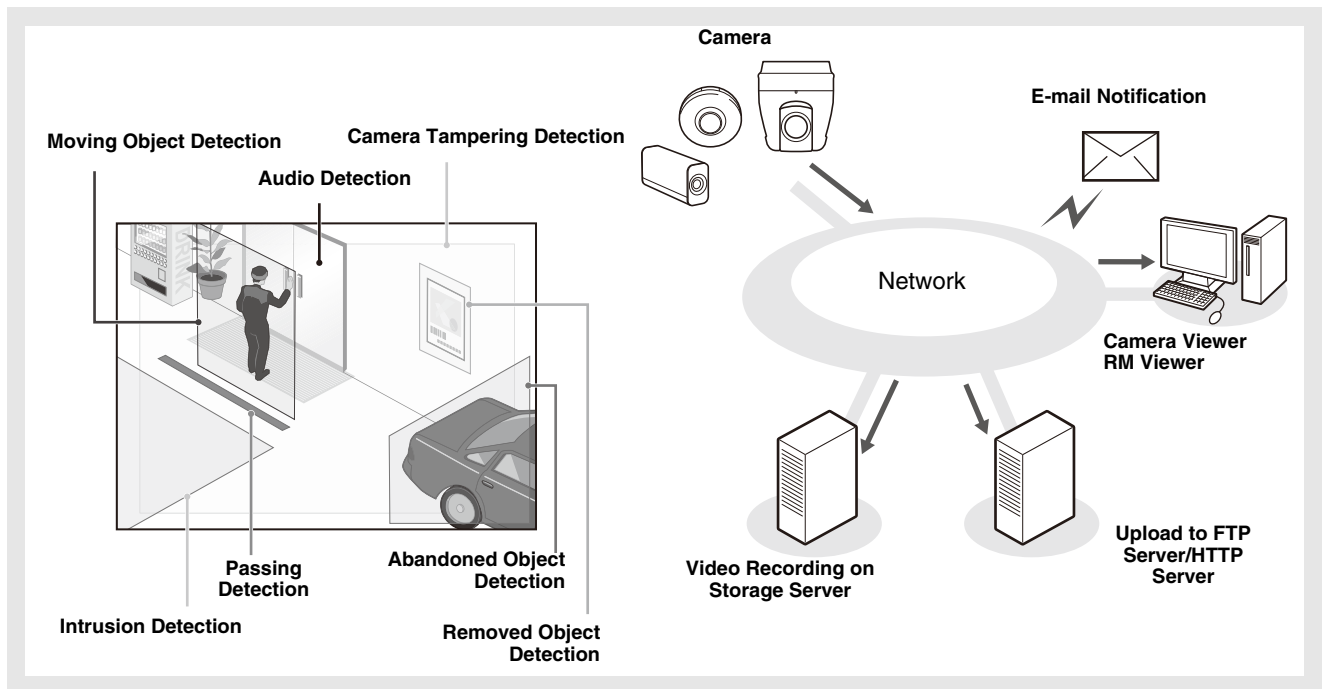 Camera
E-mail Notification
Moving Object Detection
Camera Tampering Detection
Audio Detection
DRINK
Network
Camera Viewer
RM Viewer
Passing
Detection
Abandoned Object
Detection
Intrusion Detection
Removed Object
Detection
Video Recording on
Storage Server
Upload to FTP
Server/HTTP
Server